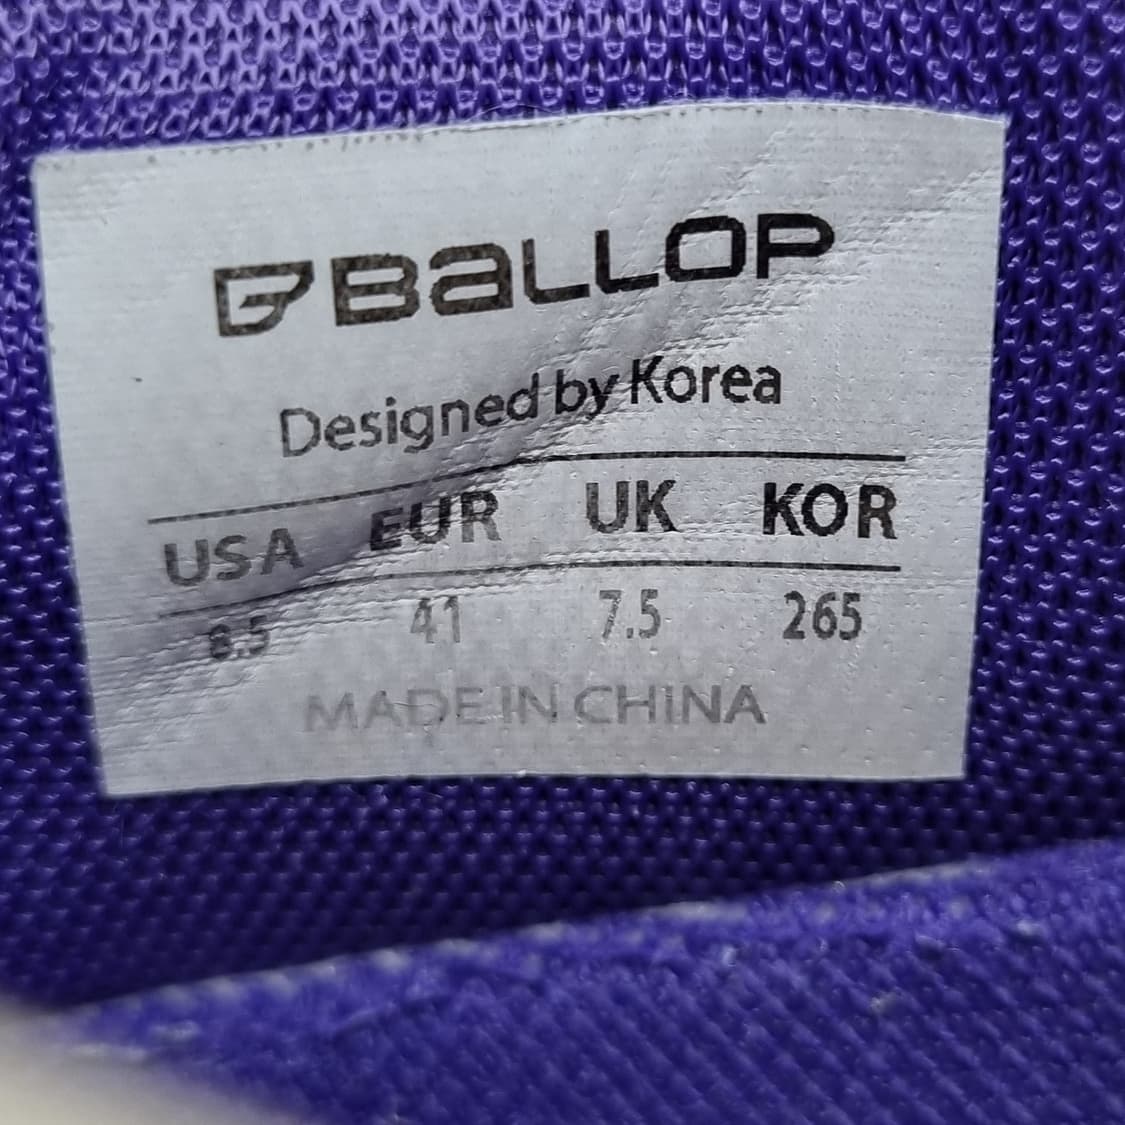 BaLLOP
Designed by Korea
USA EUR UK KOR
8.5 41 7.5 265
MADE IN CHINA